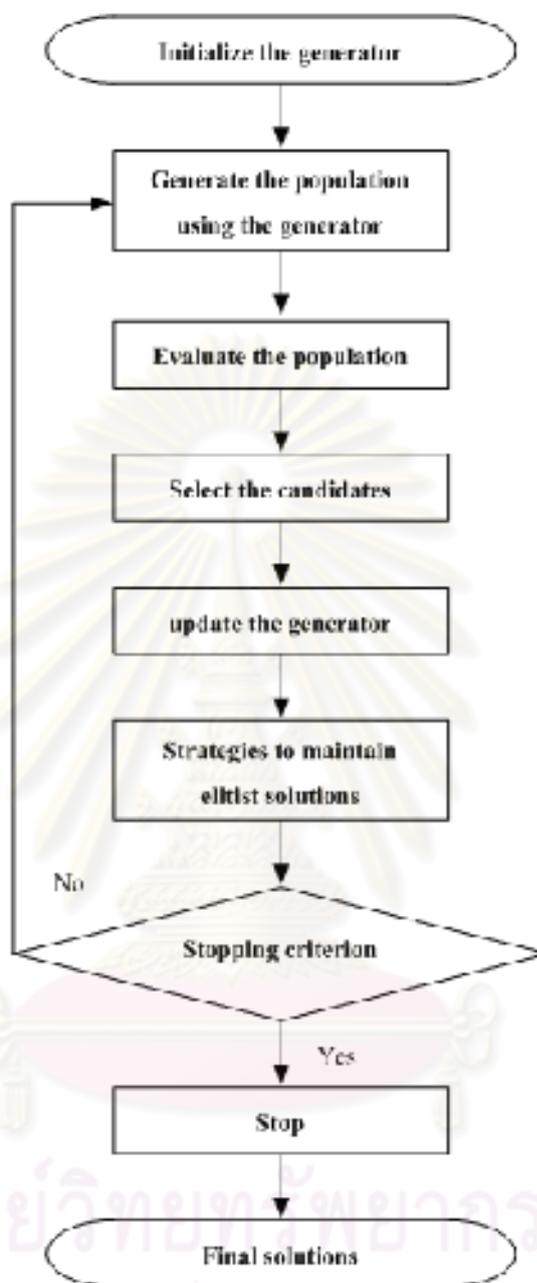 Initialize the generator
Generate the population
using the generator
Evaluate the population
Select the candidates
update the generator
Strategies to maintain
elitist solutions
No
Stopping criterion
Yes
Stop
Final solutions